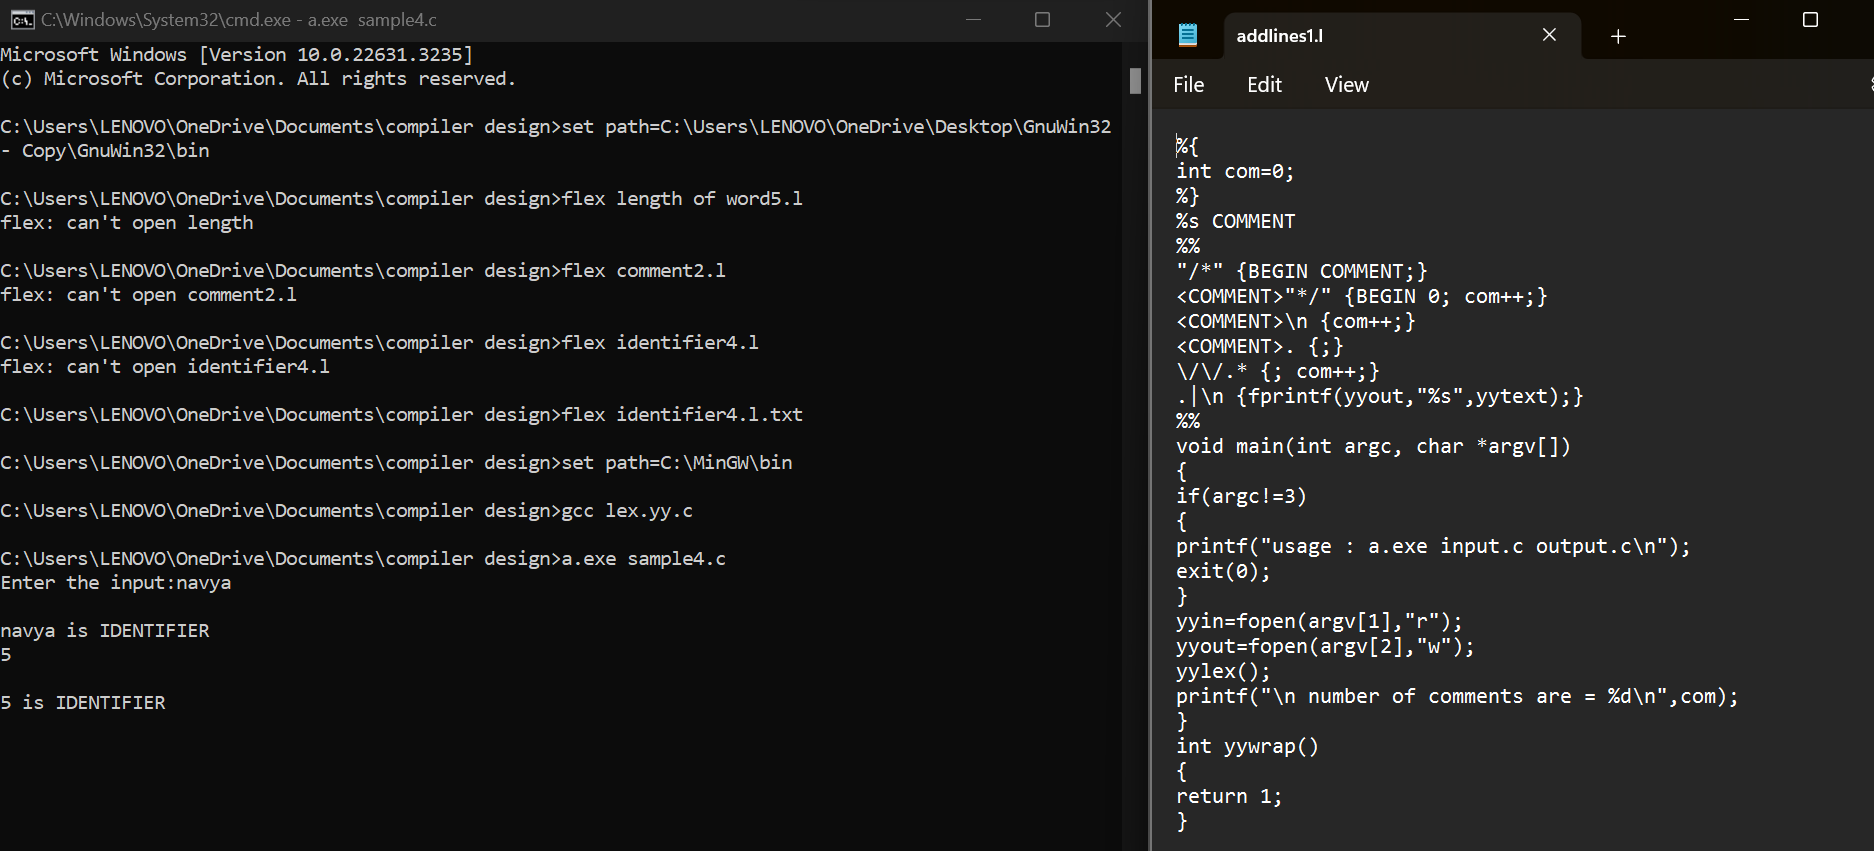 C:\Windows\System32\cmd.exe - a.exe  sample4.c
Microsoft Windows [Version 10.0.22631.3235]
(c) Microsoft Corporation. All rights reserved.
C:\Users\LENOVO\OneDrive\Documents\compiler design>set path=C:\Users\LENOVO\OneDrive\Desktop\GnuWin32
- Copy\GnuWin32\bin
C:\Users\LENOVO\OneDrive\Documents\compiler design>flex length of word5.l
flex: can't open length
C:\Users\LENOVO\OneDrive\Documents\compiler design>flex comment2.l
flex: can't open comment2.l
C:\Users\LENOVO\OneDrive\Documents\compiler design>flex identifier4.l
flex: can't open identifier4.l
C:\Users\LENOVO\OneDrive\Documents\compiler design>flex identifier4.l.txt
C:\Users\LENOVO\OneDrive\Documents\compiler design>set path=C:\MinGW\bin
C:\Users\LENOVO\OneDrive\Documents\compiler design>gcc lex.yy.c
C:\Users\LENOVO\OneDrive\Documents\compiler design>a.exe sample4.c
Enter the input:navya
navya is IDENTIFIER
5
5 is IDENTIFIER
addlines1.l
File Edit View
%{
int com=0;
%}
%s COMMENT
%%
"/*" {BEGIN COMMENT;}
<COMMENT>"*/" {BEGIN 0; com++;}
<COMMENT>\n {com++;}
<COMMENT>. {;}
\/\/.* {; com++;}
.|\n {fprintf(yyout,"%s",yytext);}
%%
void main(int argc, char *argv[])
{
if(argc!=3)
{
printf("usage : a.exe input.c output.c\n");
exit(0);
}
yyin=fopen(argv[1],"r");
yyout=fopen(argv[2],"w");
yylex();
printf("\n number of comments are = %d\n",com);
}
int yywrap()
{
return 1;
}